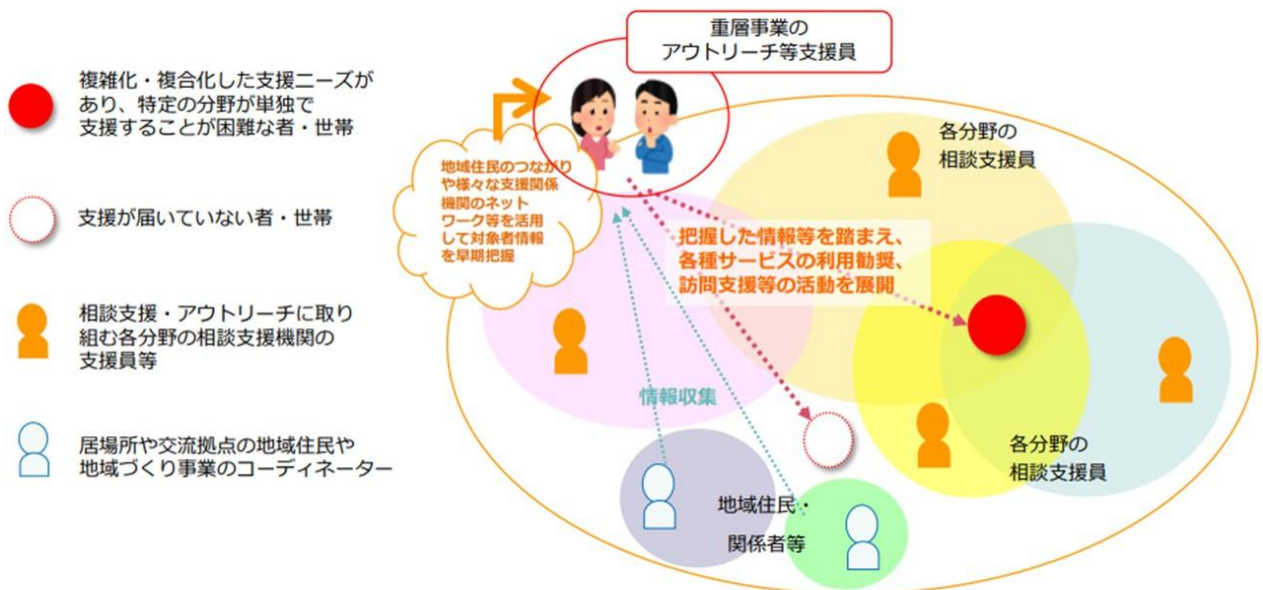 重層事業の
アウトリーチ等支援員
複雑化・複合化した支援ニーズが
あり、特定の分野が単独で
支援することが困難な者・世帯
支援が届いていない者・世帯
相談支援・アウトリーチに取り
組む各分野の相談支援機関の
支援員等
居場所や交流拠点の地域住民や
地域づくり事業のコーディネーター
地域住民のつながり
や様々な支援関係
機関のネット
ワーク等を活用
して対象者情報
を早期把握
各分野の
相談支援員
把握した情報等を踏まえ、
各種サービスの利用勧奨、
訪問支援等の活動を展開
情報収集
各分野の
相談支援員
地域住民・
関係者等